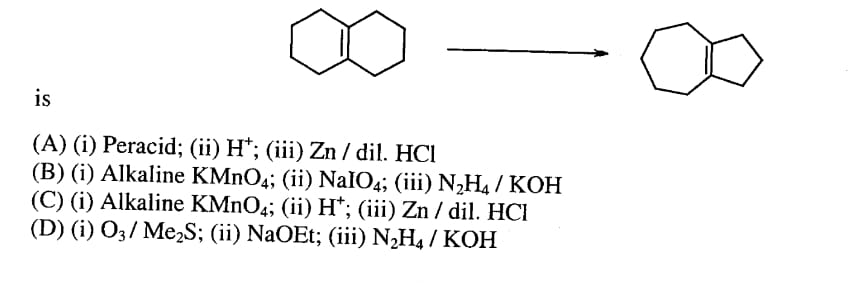 is
(A) (i) Peracid; (ii) H⁺; (iii) Zn / dil. HCl
(B) (i) Alkaline KMnO₄; (ii) NaIO₄; (iii) N₂H₄ / KOH
(C) (i) Alkaline KMnO₄; (ii) H⁺; (iii) Zn / dil. HCl
(D) (i) O₃ / Me₂S; (ii) NaOEt; (iii) N₂H₄ / KOH